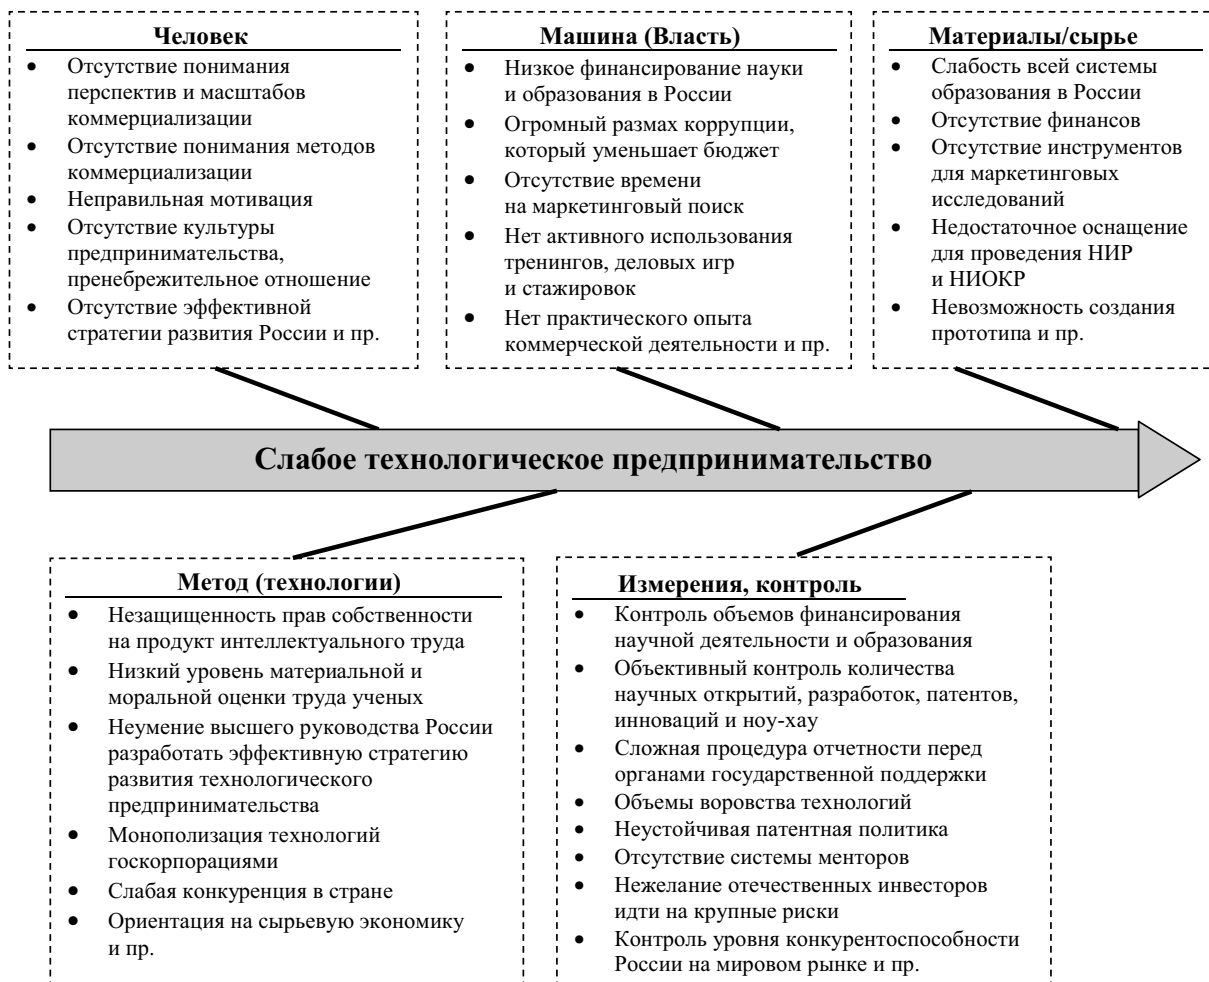 Человек
• Отсутствие понимания
перспектив и масштабов
коммерциализации
• Отсутствие понимания методов
коммерциализации
• Неправильная мотивация
• Отсутствие культуры
предпринимательства,
пренебрежительное отношение
• Отсутствие эффективной
стратегии развития России и пр.
Машина (Власть)
• Низкое финансирование науки
и образования в России
• Огромный размах коррупции,
который уменьшает бюджет
• Отсутствие времени
на маркетинговый поиск
• Нет активного использования
тренингов, деловых игр
и стажировок
• Нет практического опыта
коммерческой деятельности и пр.
Материалы/сырье
• Слабость всей системы
образования в России
• Отсутствие финансов
• Отсутствие инструментов
для маркетинговых
исследований
• Недостаточное оснащение
для проведения НИР
и НИОКР
• Невозможность создания
прототипа и пр.
Слабое технологическое предпринимательство
Метод (технологии)
• Незащищенность прав собственности
на продукт интеллектуального труда
• Низкий уровень материальной и
моральной оценки труда ученых
• Неумение высшего руководства России
разработать эффективную стратегию
развития технологического
предпринимательства
• Монополизация технологий
госкорпорациями
• Слабая конкуренция в стране
• Ориентация на сырьевую экономику
и пр.
Измерения, контроль
• Контроль объемов финансирования
научной деятельности и образования
• Объективный контроль количества
научных открытий, разработок, патентов,
инноваций и ноу-хау
• Сложная процедура отчетности перед
органами государственной поддержки
• Объемы воровства технологий
• Неустойчивая патентная политика
• Отсутствие системы менторов
• Нежелание отечественных инвесторов
идти на крупные риски
• Контроль уровня конкурентоспособности
России на мировом рынке и пр.